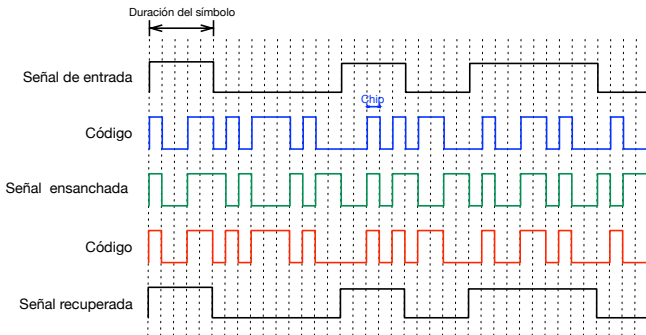 Duración del símbolo
Señal de entrada
Chip
Código
Señal ensanchada
Código
Señal recuperada